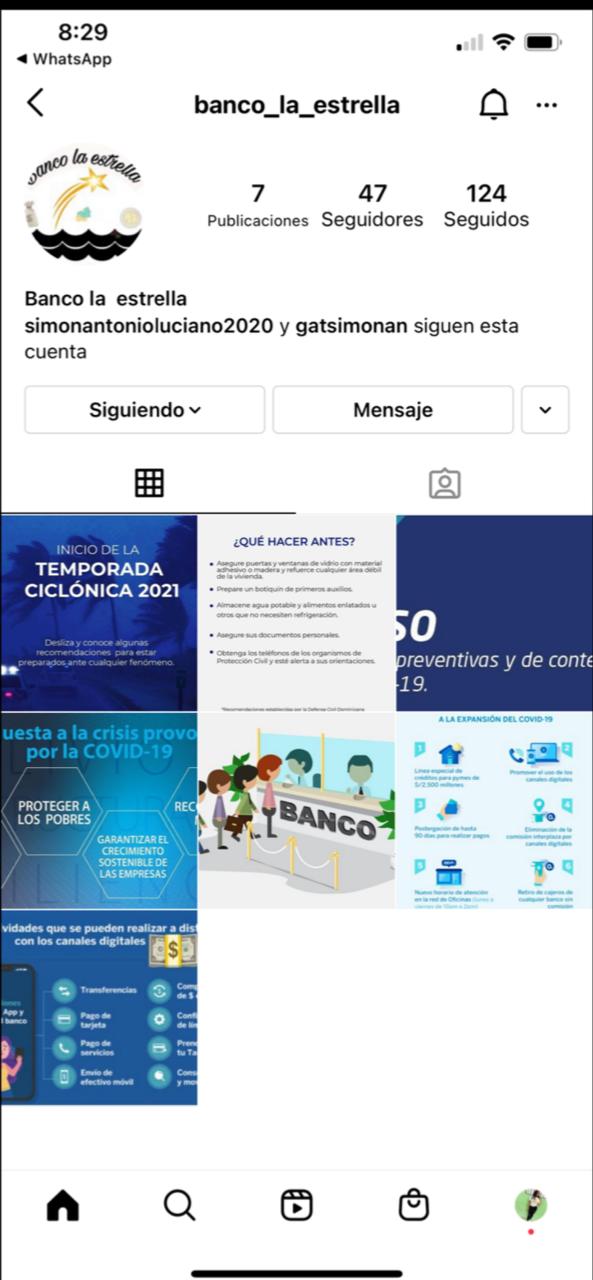 8:29
WhatsApp
banco_la_estrella
banco la estrella
7
47
124
Publicaciones
Seguidores
Seguidos
Banco la estrella
simonantonioluciano2020 y gatsimonan siguen esta
cuenta
Siguiendo
Mensaje
INICIO DE LA
TEMPORADA
CICLÓNICA 2021
Desliza y conoce algunas
recomendaciones para estar
preparados ante cualquier fenómeno.
¿QUÉ HACER ANTES?
Asegure puertas y ventanas de vidrio con material
adhesivo o madera y refuerce cualquier área débil
de la vivienda.
Prepare un botiquín de primeros auxilios.
Almacene agua potable y alimentos enlatados u
otros que no necesiten refrigeración.
Asegure sus documentos personales.
Obtenga los teléfonos de los organismos de
Protección Civil y esté alerta a sus orientaciones.
*Recomendaciones establecidas por la Defensa Civil Dominicana
so
preventivas y de conte
-19.
uesta a la crisis provo
por la COVID-19
PROTEGER A
LOS POBRES
GARANTIZAR EL
CRECIMIENTO
SOSTENIBLE DE
LAS EMPRESAS
REC
BANCO
A LA EXPANSIÓN DEL COVID-19
1
Línea especial de
créditos para pymes de
S/2,500 millones
2
Promover el uso de los
canales digitales
3
Postergación de hasta
90 días para realizar pagos
4
Eliminación de la
comisión interplaza por
canales digitales
5
Nuevo horario de atención
en la red de Oficinas (lunes a
viernes de 10am a 2pm)
6
Retiro de cajeros de
cualquier banco sin
comisión
vidades que se pueden realizar a dist
con los canales digitales
$
iones
App y
l banco
Transferencias
Pago de
tarjeta
Pago de
servicios
Envío de
efectivo móvil
Comp
de $
Confi
de lín
Pren
tu Ta
Cons
y mo